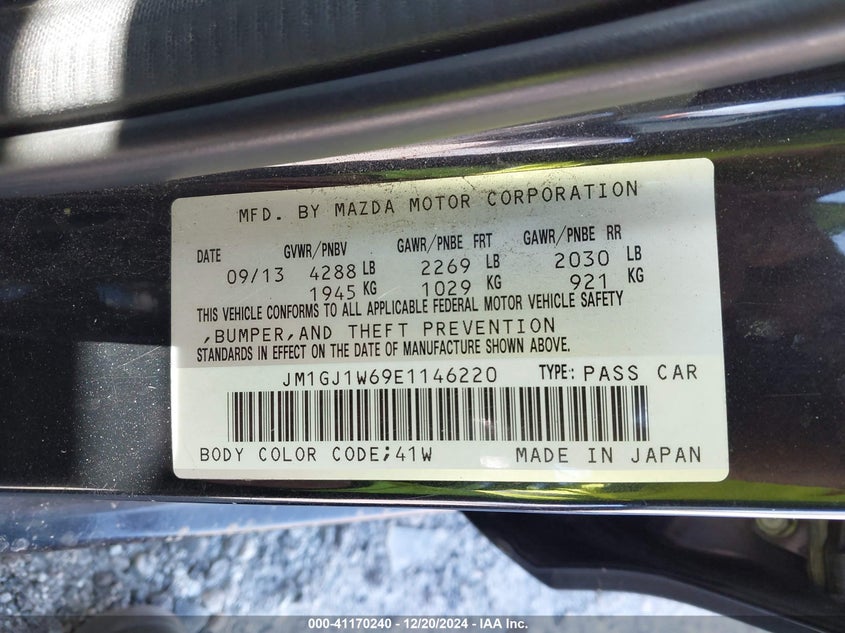 MFD. BY MAZDA MOTOR CORPORATION
DATE GVWR/PNBV GAWR/PNBE FRT GAWR/PNBE RR
09/13 4288 LB 2269 LB 2030 LB
1945 KG 1029 KG 921 KG
THIS VEHICLE CONFORMS TO ALL APPLICABLE FEDERAL MOTOR VEHICLE SAFETY
,BUMPER,AND THEFT PREVENTION
STANDARDS IN EFFECT ON THE DATE OF MANUFACTURE SHOWN ABOVE.
JM1GJ1W69E1146220 TYPE: PASS CAR
BODY COLOR CODE;41W MADE IN JAPAN
000-41170240 - 12/20/2024 - IAA Inc.